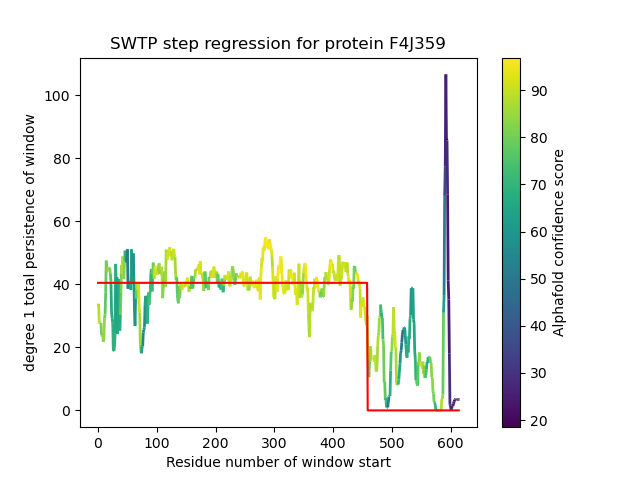 SWTP step regression for protein F4J359
degree 1 total persistence of window
100
80
60
40
20
0
0 100 200 300 400 500 600
Residue number of window start
90
80
70
60
50
40
30
20
Alphafold confidence score